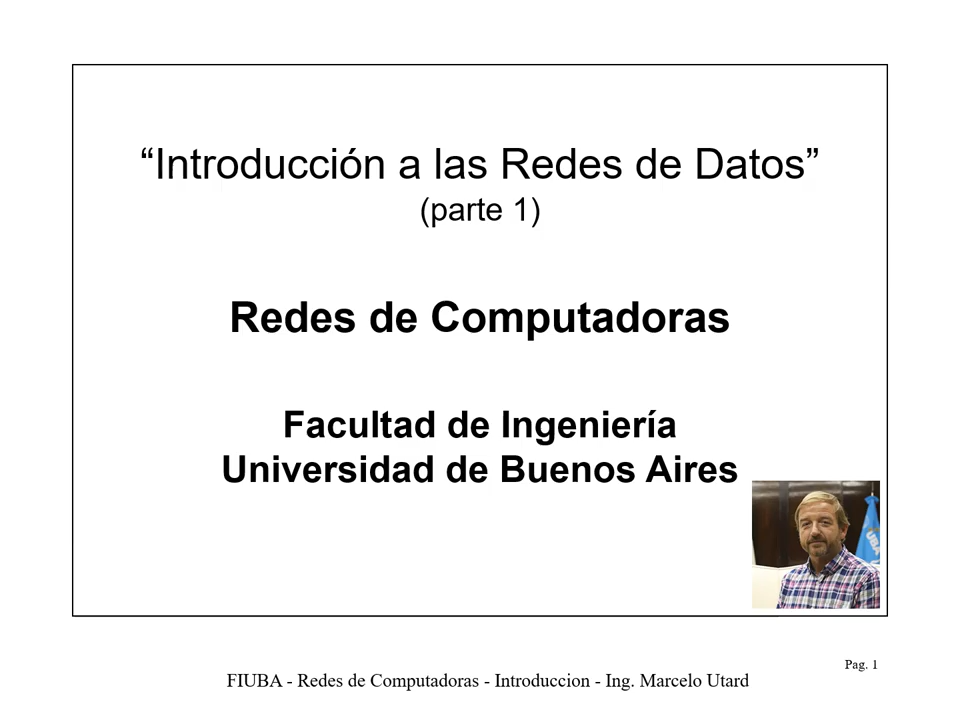 “Introducción a las Redes de Datos”
(parte 1)
Redes de Computadoras
Facultad de Ingeniería
Universidad de Buenos Aires
UBA
Pag. 1
FIUBA - Redes de Computadoras - Introduccion - Ing. Marcelo Utard